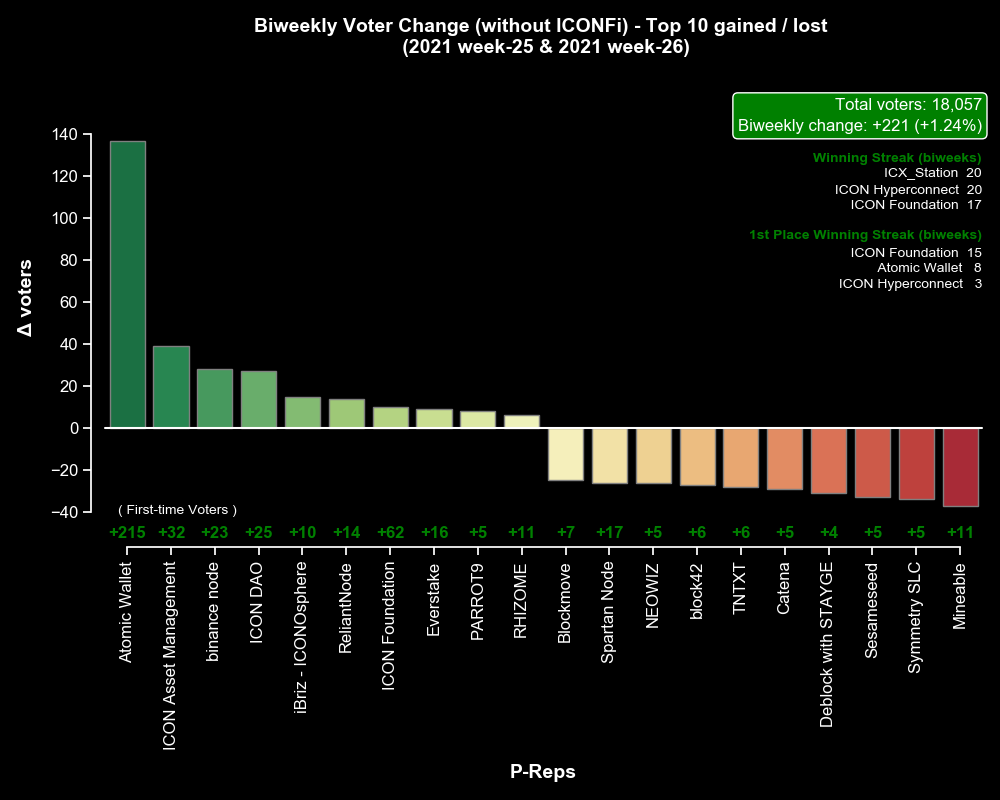 Biweekly Voter Change (without ICONFi) - Top 10 gained / lost
(2021 week-25 & 2021 week-26)
Total voters: 18,057
Biweekly change: +221 (+1.24%)
Winning Streak (biweeks)
ICX_Station 20
ICON Hyperconnect 20
ICON Foundation 17
1st Place Winning Streak (biweeks)
ICON Foundation 15
Atomic Wallet 8
ICON Hyperconnect 3
Δ voters
140
120
100
80
60
40
20
0
−20
−40
( First-time Voters )
+215 +32 +23 +25 +10 +14 +62 +16 +5 +11 +7 +17 +5 +6 +6 +5 +4 +5 +5 +11
Atomic Wallet
ICON Asset Management
binance node
ICON DAO
iBriz - ICONOsphere
ReliantNode
ICON Foundation
Everstake
PARROT9
RHIZOME
Blockmove
Spartan Node
NEOWIZ
block42
TNTXT
Catena
Deblock with STAYGE
Sesameseed
Symmetry SLC
Mineable
P-Reps